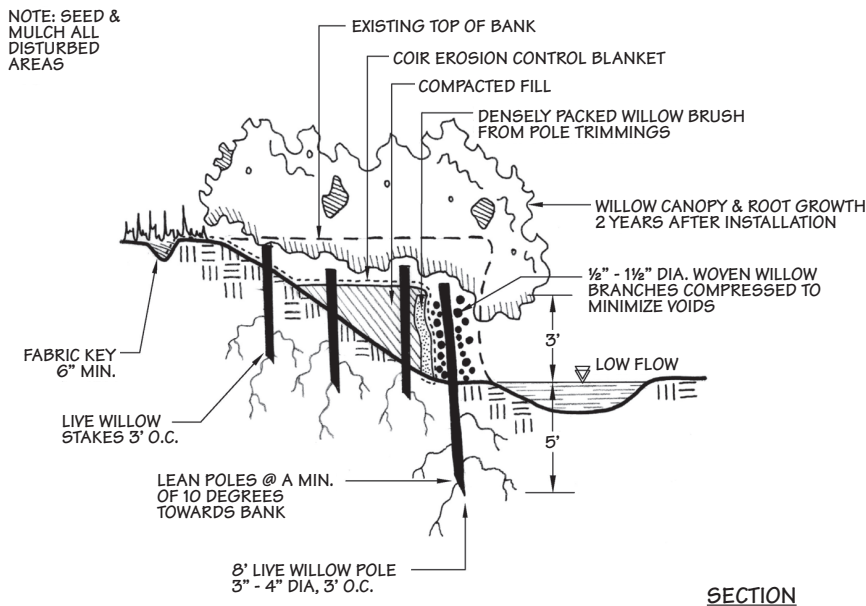 NOTE: SEED &
MULCH ALL
DISTURBED
AREAS
EXISTING TOP OF BANK
COIR EROSION CONTROL BLANKET
COMPACTED FILL
DENSELY PACKED WILLOW BRUSH
FROM POLE TRIMMINGS
WILLOW CANOPY & ROOT GROWTH
2 YEARS AFTER INSTALLATION
½" - 1½" DIA. WOVEN WILLOW
BRANCHES COMPRESSED TO
MINIMIZE VOIDS
3'
FABRIC KEY
6" MIN.
LOW FLOW
LIVE WILLOW
STAKES 3' O.C.
5'
LEAN POLES @ A MIN.
OF 10 DEGREES
TOWARDS BANK
8' LIVE WILLOW POLE
3" - 4" DIA, 3' O.C.
SECTION